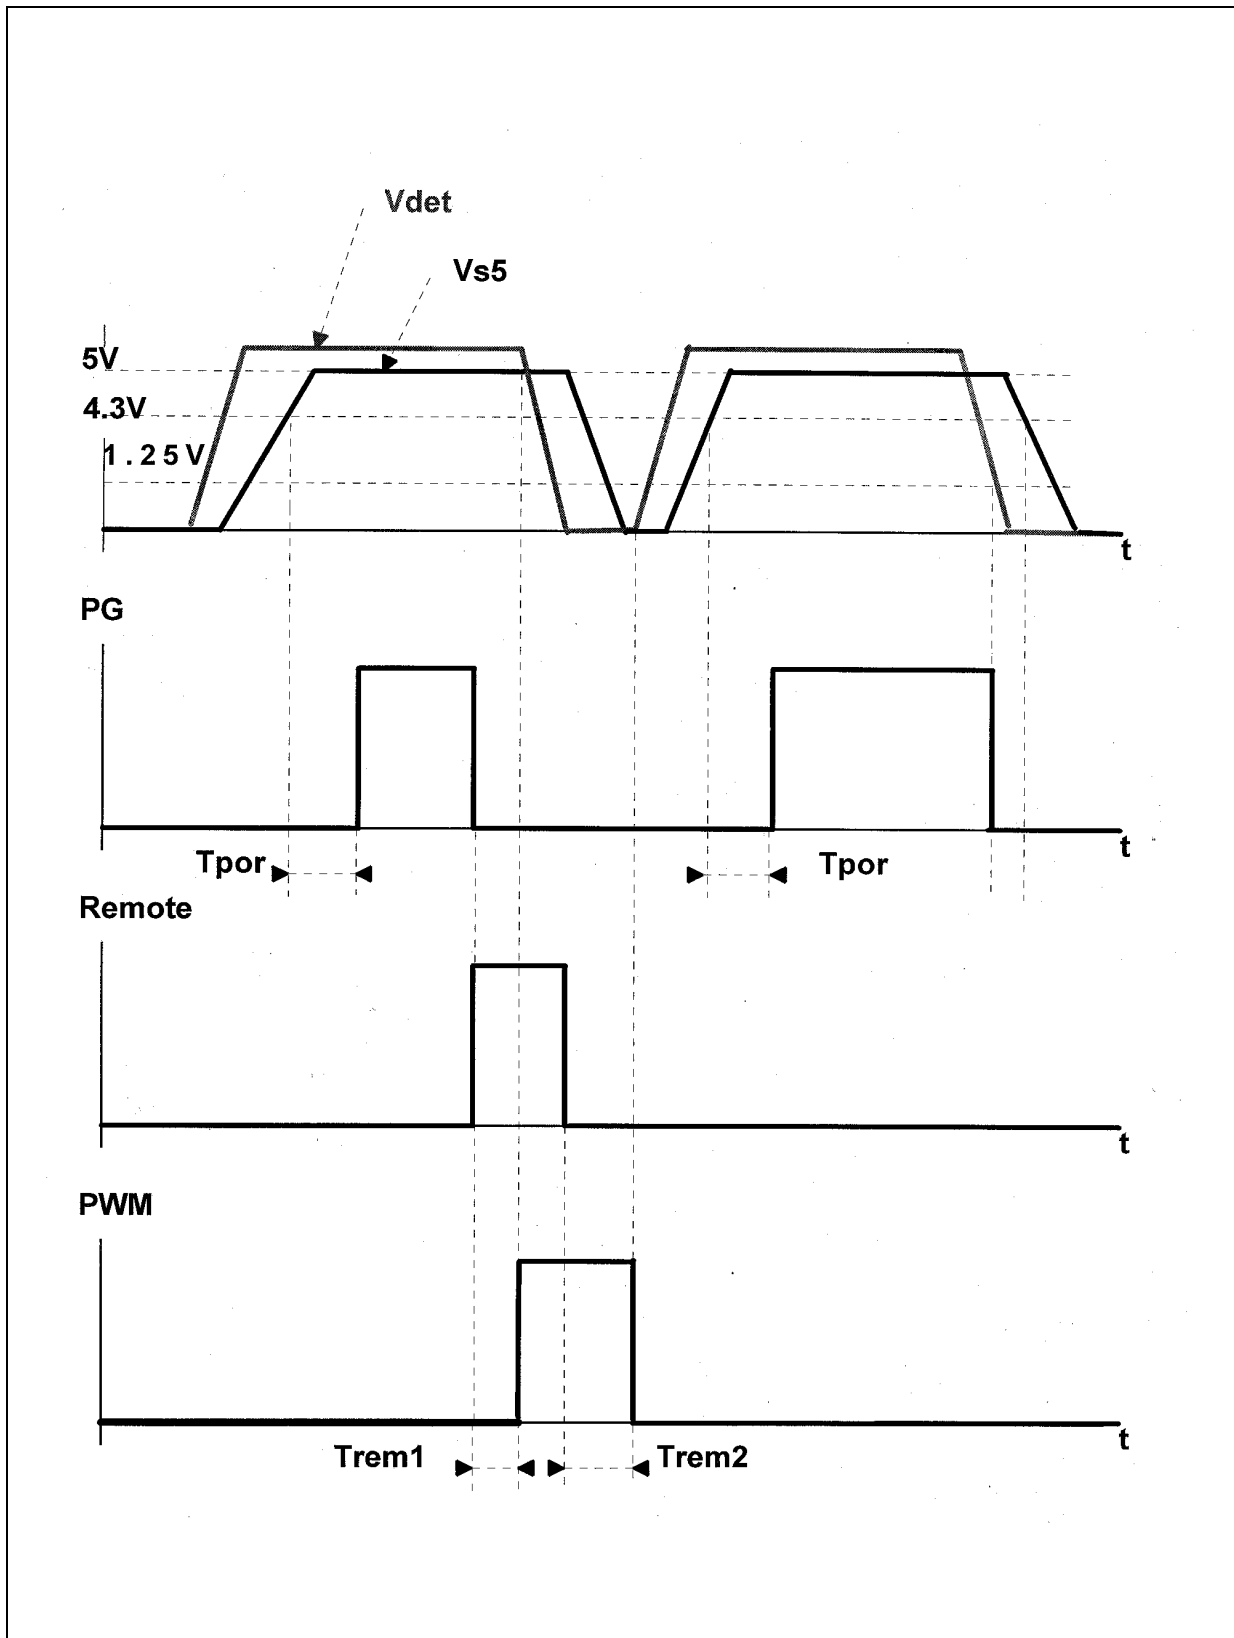 Vdet
Vs5
5V
4.3V
1.25V
t
PG
t
Tpor
Tpor
Remote
t
PWM
t
Trem1
Trem2